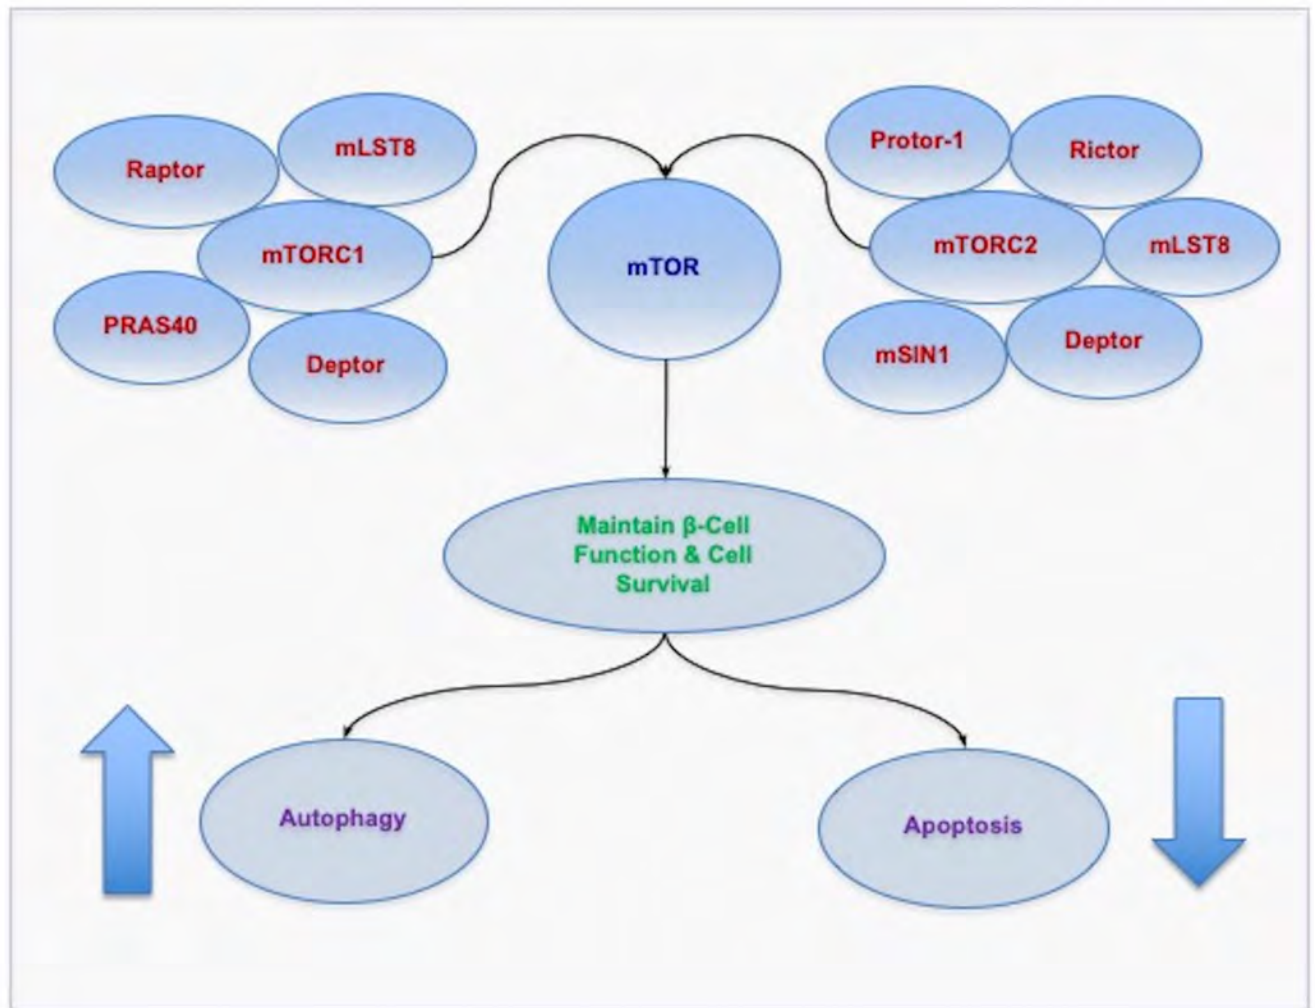 Raptor
mLST8
mTORC1
PRAS40
Deptor
mTOR
Protor-1
Rictor
mTORC2
mLST8
mSIN1
Deptor
Maintain β-Cell
Function & Cell
Survival
Autophagy
Apoptosis